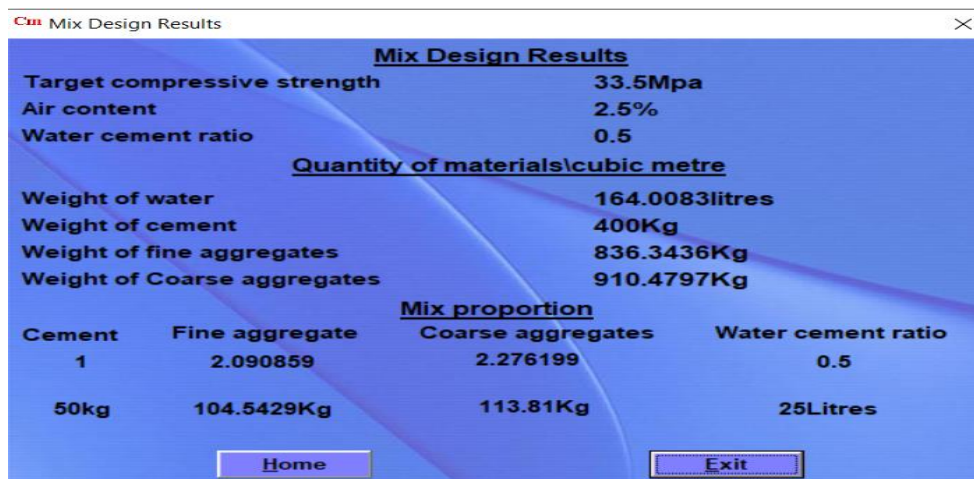 Cm Mix Design Results
Mix Design Results
Target compressive strength 33.5Mpa
Air content 2.5%
Water cement ratio 0.5
Quantity of materials\cubic metre
Weight of water 164.0083litres
Weight of cement 400Kg
Weight of fine aggregates 836.3436Kg
Weight of Coarse aggregates 910.4797Kg
Mix proportion
Cement Fine aggregate Coarse aggregates Water cement ratio
1 2.090859 2.276199 0.5
50kg 104.5429Kg 113.81Kg 25Litres
Home Exit